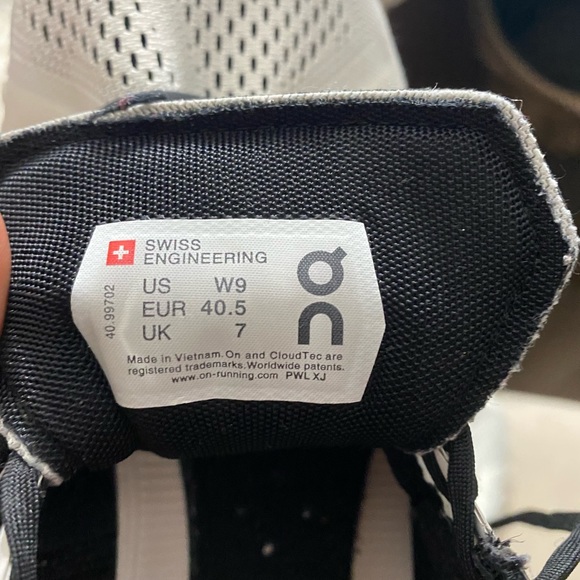 SWISS
ENGINEERING
US W9
EUR 40.5
UK 7
Made in Vietnam. On and CloudTec are
registered trademarks. Worldwide patents.
www.on-running.com PWL XJ
40.99702
On